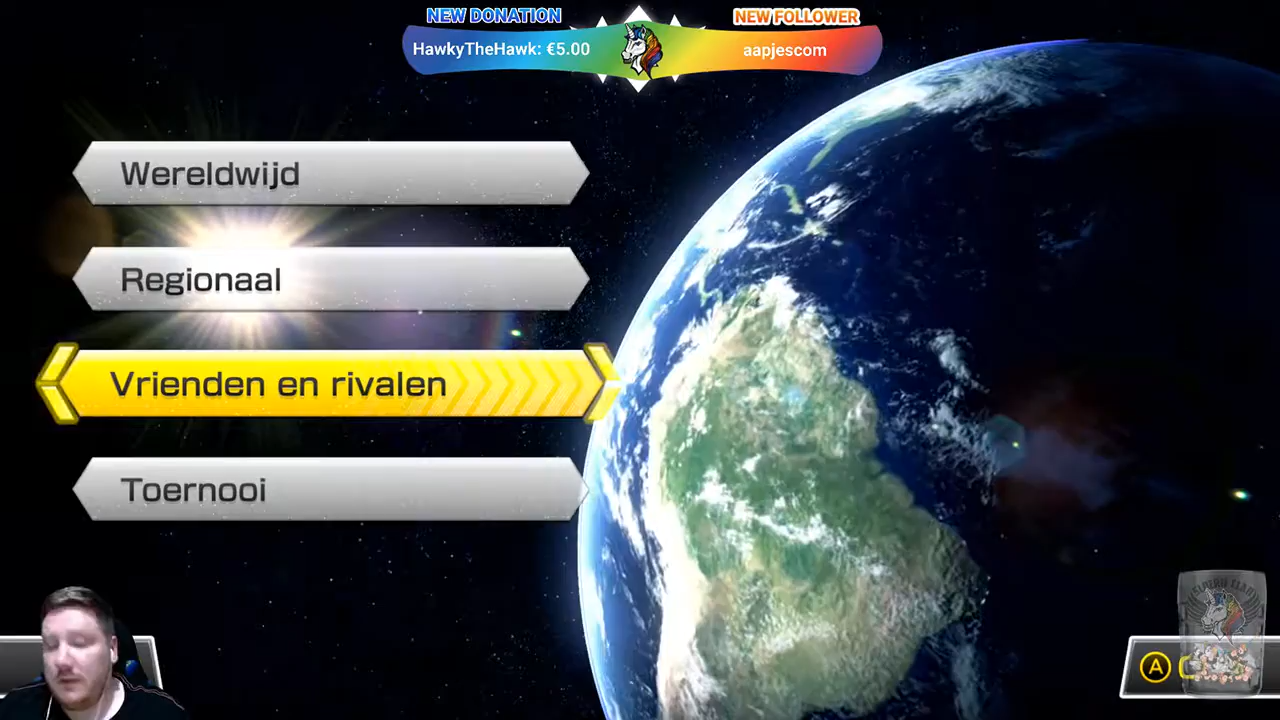 NEW DONATION
NEW FOLLOWER
HawkyTheHawk: €5.00
aapjescom
Wereldwijd
Regionaal
Vrienden en rivalen
Toernooi
A